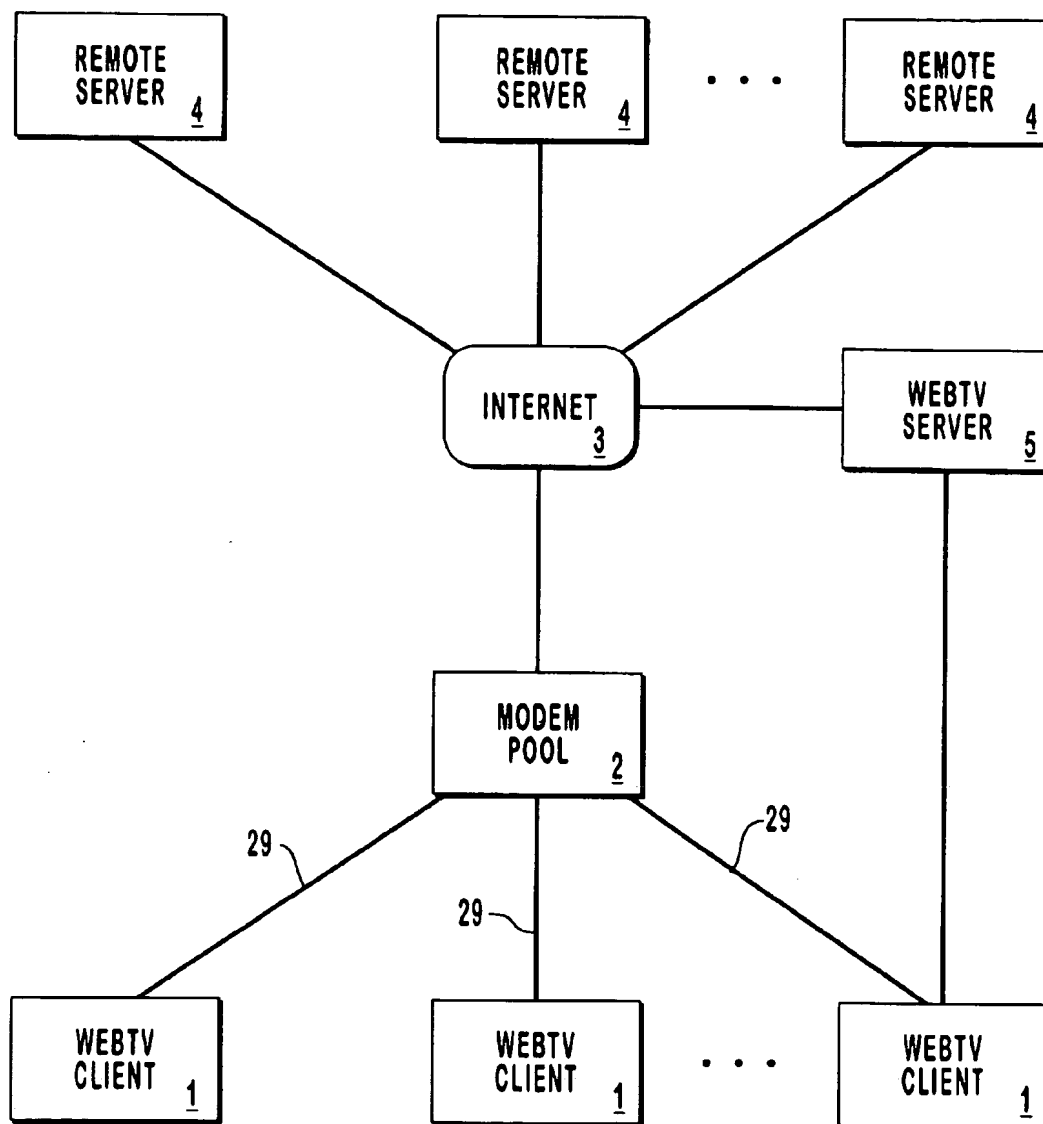 REMOTE
SERVER
4
REMOTE
SERVER
4
REMOTE
SERVER
4
INTERNET
3
WEBTV
SERVER
5
MODEM
POOL
2
29
29
29
WEBTV
CLIENT
1
WEBTV
CLIENT
1
WEBTV
CLIENT
1